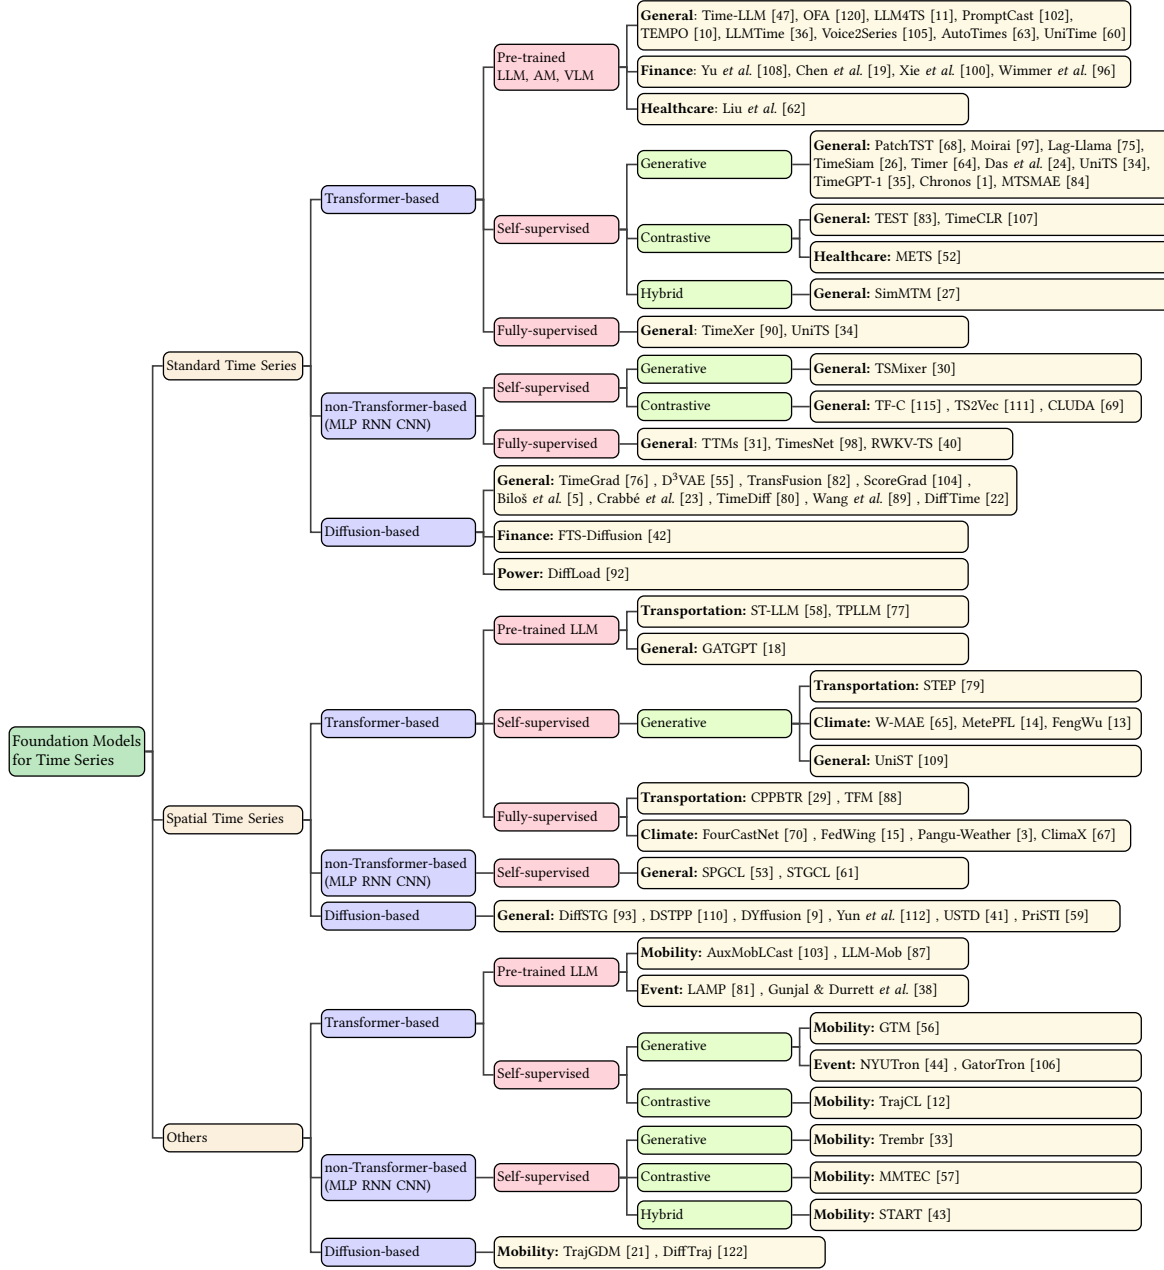 General: Time-LLM [47], OFA [120], LLM4TS [11], PromptCast [102],
TEMPO [10], LLMTime [36], Voice2Series [105], AutoTimes [63], UniTime [60]
Pre-trained
LLM, AM, VLM
Finance: Yu et al. [108], Chen et al. [19], Xie et al. [100], Wimmer et al. [96]
Healthcare: Liu et al. [62]
General: PatchTST [68], Moirai [97], Lag-Llama [75],
TimeSiam [26], Timer [64], Das et al. [24], UniTS [34],
TimeGPT-1 [35], Chronos [1], MTSMAE [84]
Generative
Transformer-based
General: TEST [83], TimeCLR [107]
Self-supervised
Contrastive
Healthcare: METS [52]
Hybrid
General: SimMTM [27]
Fully-supervised
General: TimeXer [90], UniTS [34]
Standard Time Series
Generative
General: TSMixer [30]
Self-supervised
Contrastive
General: TF-C [115] , TS2Vec [111] , CLUDA [69]
non-Transformer-based
(MLP RNN CNN)
Fully-supervised
General: TTMs [31], TimesNet [98], RWKV-TS [40]
General: TimeGrad [76] , D³VAE [55] , TransFusion [82] , ScoreGrad [104] ,
Biloš et al. [5] , Crabbé et al. [23] , TimeDiff [80] , Wang et al. [89] , DiffTime [22]
Diffusion-based
Finance: FTS-Diffusion [42]
Power: DiffLoad [92]
Transportation: ST-LLM [58], TPLLM [77]
Pre-trained LLM
General: GATGPT [18]
Transportation: STEP [79]
Transformer-based
Self-supervised
Generative
Climate: W-MAE [65], MetePFL [14], FengWu [13]
Foundation Models
for Time Series
General: UniST [109]
Transportation: CPPBTR [29] , TFM [88]
Spatial Time Series
Fully-supervised
Climate: FourCastNet [70] , FedWing [15] , Pangu-Weather [3], ClimaX [67]
non-Transformer-based
(MLP RNN CNN)
Self-supervised
General: SPGCL [53] , STGCL [61]
Diffusion-based
General: DiffSTG [93] , DSTPP [110] , DYffusion [9] , Yun et al. [112] , USTD [41] , PriSTI [59]
Mobility: AuxMobLCast [103] , LLM-Mob [87]
Pre-trained LLM
Event: LAMP [81] , Gunjal & Durrett et al. [38]
Transformer-based
Mobility: GTM [56]
Generative
Event: NYUTron [44] , GatorTron [106]
Self-supervised
Contrastive
Mobility: TrajCL [12]
Others
Generative
Mobility: Trembr [33]
non-Transformer-based
(MLP RNN CNN)
Self-supervised
Contrastive
Mobility: MMTEC [57]
Hybrid
Mobility: START [43]
Diffusion-based
Mobility: TrajGDM [21] , DiffTraj [122]